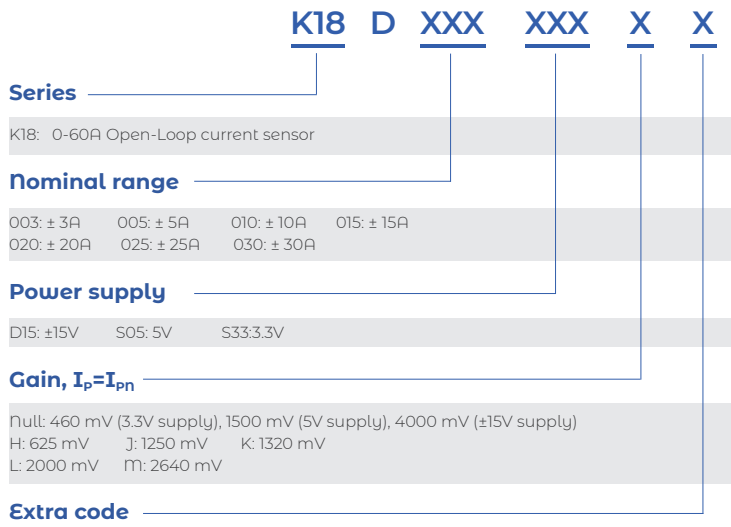 K18 D XXX XXX X X
Series
K18: 0-60A Open-Loop current sensor
Nominal range
003: ± 3A 005: ± 5A 010: ± 10A 015: ± 15A
020: ± 20A 025: ± 25A 030: ± 30A
Power supply
D15: ±15V S05: 5V S33:3.3V
Gain, IP=IPN
Null: 460 mV (3.3V supply), 1500 mV (5V supply), 4000 mV (±15V supply)
H: 625 mV J: 1250 mV K: 1320 mV
L: 2000 mV M: 2640 mV
Extra code